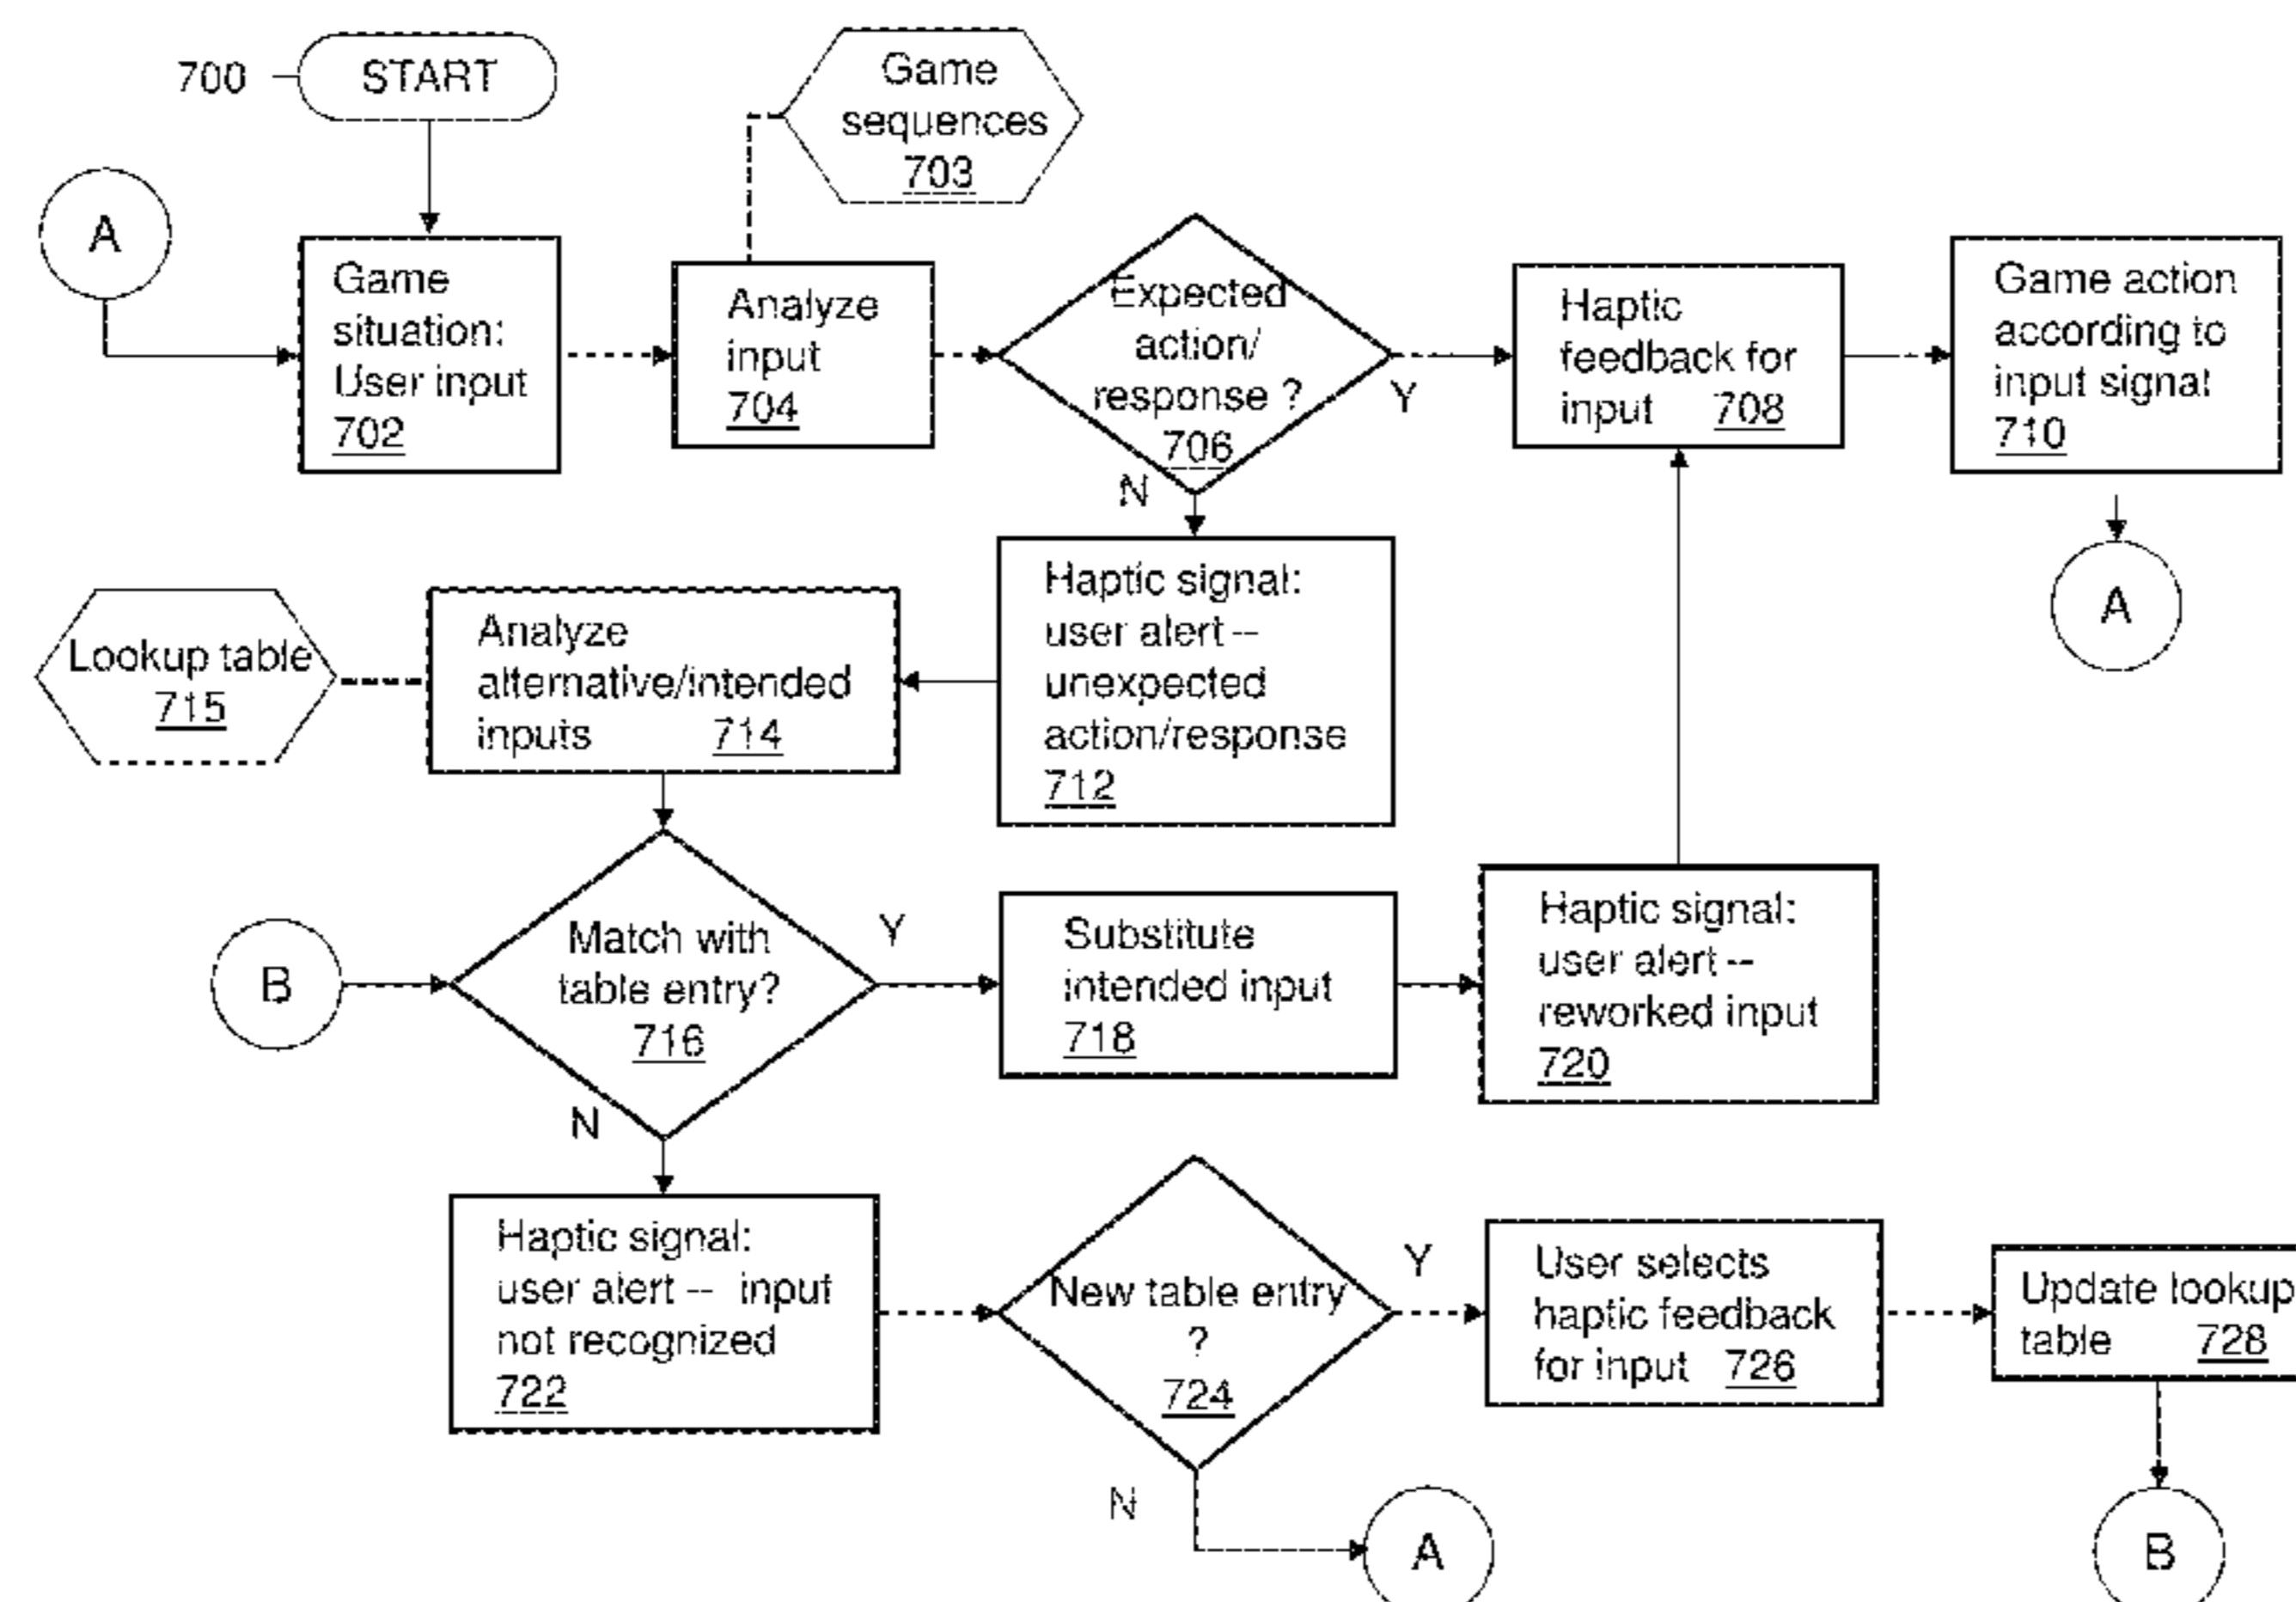 700
START
Game
sequences
703
A
Game
situation:
User input
702
Analyze
input
704
Expected
action/
response ?
706
Y
N
Haptic
feedback for
input 708
Game action
according to
input signal
710
A
Haptic signal:
user alert --
unexpected
action/response
712
Analyze
alternative/intended
inputs 714
Lookup table
715
B
Match with
table entry?
716
Y
N
Substitute
intended input
718
Haptic signal:
user alert --
reworked input
720
Haptic signal:
user alert -- input
not recognized
722
New table entry
?
724
Y
N
User selects
haptic feedback
for input 726
Update lookup
table 728
A
B